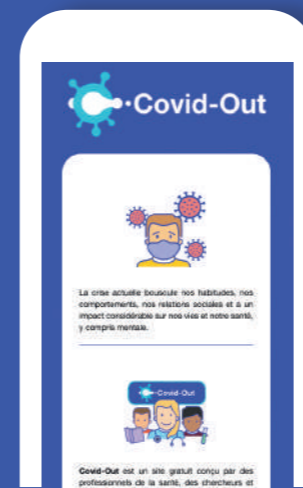 Covid-Out
La crise actuelle bouscule nos habitudes, nos
comportements, nos relations sociales et a un
impact considérable sur nos vies et notre santé,
y compris mentale.
Covid-Out
Covid-Out est un site gratuit conçu par des
professionnels de la santé, des chercheurs et